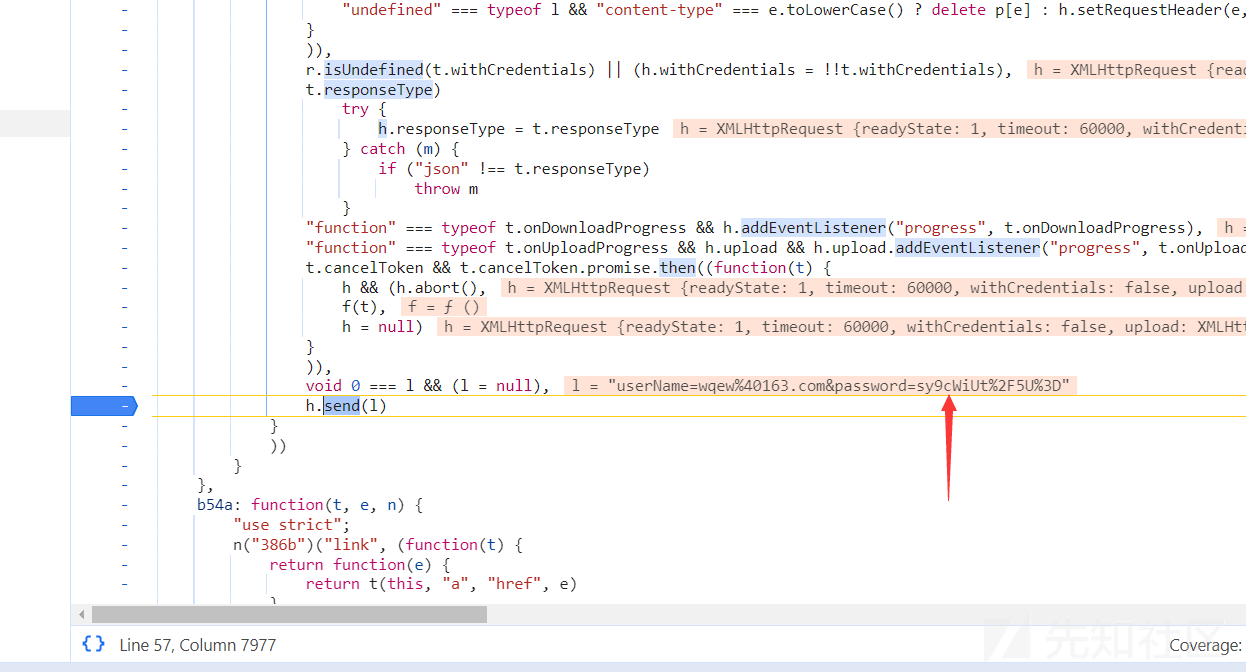 "undefined" === typeof l && "content-type" === e.toLowerCase() ? delete p[e] : h.setRequestHeader(e,
}
)),
r.isUndefined(t.withCredentials) || (h.withCredentials = !!t.withCredentials), h = XMLHttpRequest {read
t.responseType)
try {
h.responseType = t.responseType h = XMLHttpRequest {readyState: 1, timeout: 60000, withCredenti
} catch (m) {
if ("json" !== t.responseType)
throw m
}
"function" === typeof t.onDownloadProgress && h.addEventListener("progress", t.onDownloadProgress), h =
"function" === typeof t.onUploadProgress && h.upload && h.upload.addEventListener("progress", t.onUpload
t.cancelToken && t.cancelToken.promise.then((function(t) {
h && (h.abort(), h = XMLHttpRequest {readyState: 1, timeout: 60000, withCredentials: false, upload
f(t), f = ƒ ()
h = null) h = XMLHttpRequest {readyState: 1, timeout: 60000, withCredentials: false, upload: XMLHt
}
)),
void 0 === l && (l = null), l = "userName=wqew%40163.com&password=sy9cWiUt%2F5U%3D"
h.send(l)
}
))
}
},
b54a: function(t, e, n) {
"use strict";
n("386b")("link", (function(t) {
return function(e) {
return t(this, "a", "href", e)
}
{} Line 57, Column 7977
Coverage:
先知社区